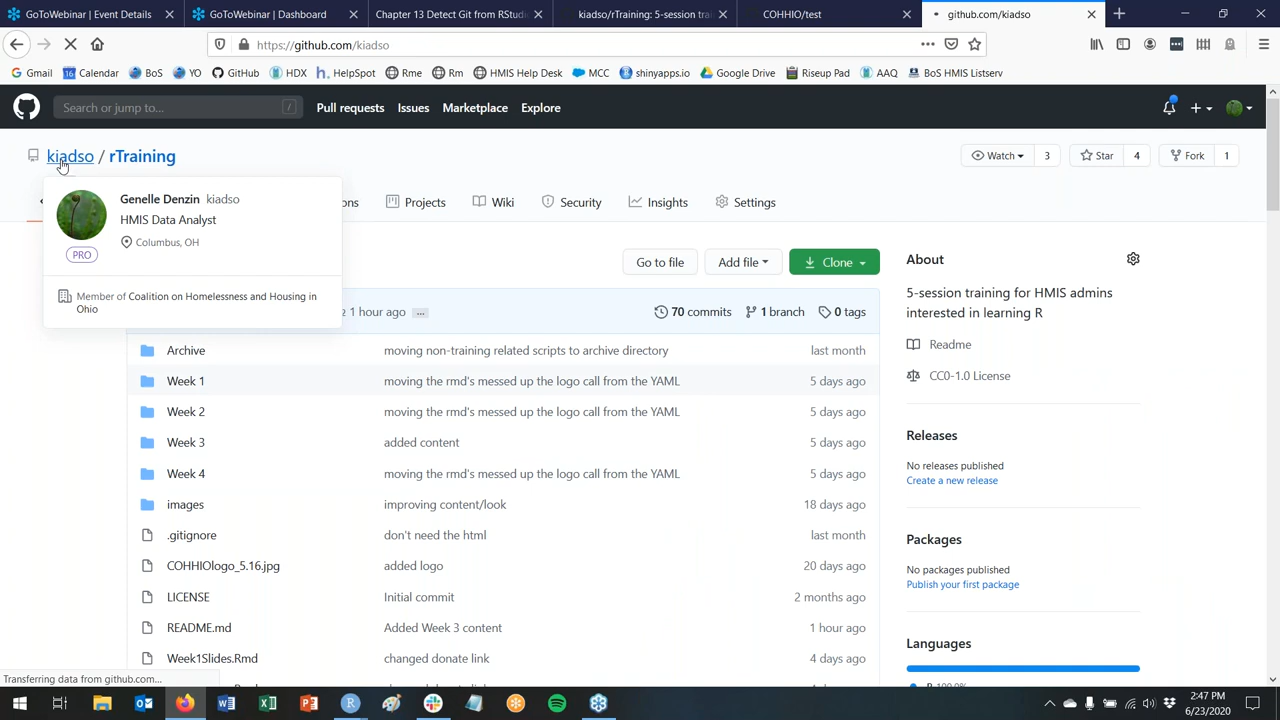 GoToWebinar | Event Details
GoToWebinar | Dashboard
Chapter 13 Detect Git from RStudi
kiadso/rTraining: 5-session trai
COHHIO/test
github.com/kiadso
https://github.com/kiadso
Gmail
Calendar
BoS
YO
GitHub
HDX
HelpSpot
Rme
Rm
HMIS Help Desk
MCC
shinyapps.io
Google Drive
Riseup Pad
AAQ
BoS HMIS Listserv
Search or jump to...
/
Pull requests
Issues
Marketplace
Explore
kiadso / rTraining
Watch
3
Star
4
Fork
1
Genelle Denzin kiadso
HMIS Data Analyst
Columbus, OH
PRO
Member of Coalition on Homelessness and Housing in
Ohio
ons
Projects
Wiki
Security
Insights
Settings
Go to file
Add file
Clone
1 hour ago
...
70 commits
1 branch
0 tags
Archive moving non-training related scripts to archive directory last month
Week 1 moving the rmd's messed up the logo call from the YAML 5 days ago
Week 2 moving the rmd's messed up the logo call from the YAML 5 days ago
Week 3 added content 5 days ago
Week 4 moving the rmd's messed up the logo call from the YAML 5 days ago
images improving content/look 18 days ago
.gitignore don't need the html last month
COHHIOlogo_5.16.jpg added logo 20 days ago
LICENSE Initial commit 2 months ago
README.md Added Week 3 content 1 hour ago
Week1Slides.Rmd changed donate link 4 days ago
About
5-session training for HMIS admins
interested in learning R
Readme
CC0-1.0 License
Releases
No releases published
Create a new release
Packages
No packages published
Publish your first package
Languages
R 100.0%
Transferring data from github.com...
2:47 PM
6/23/2020